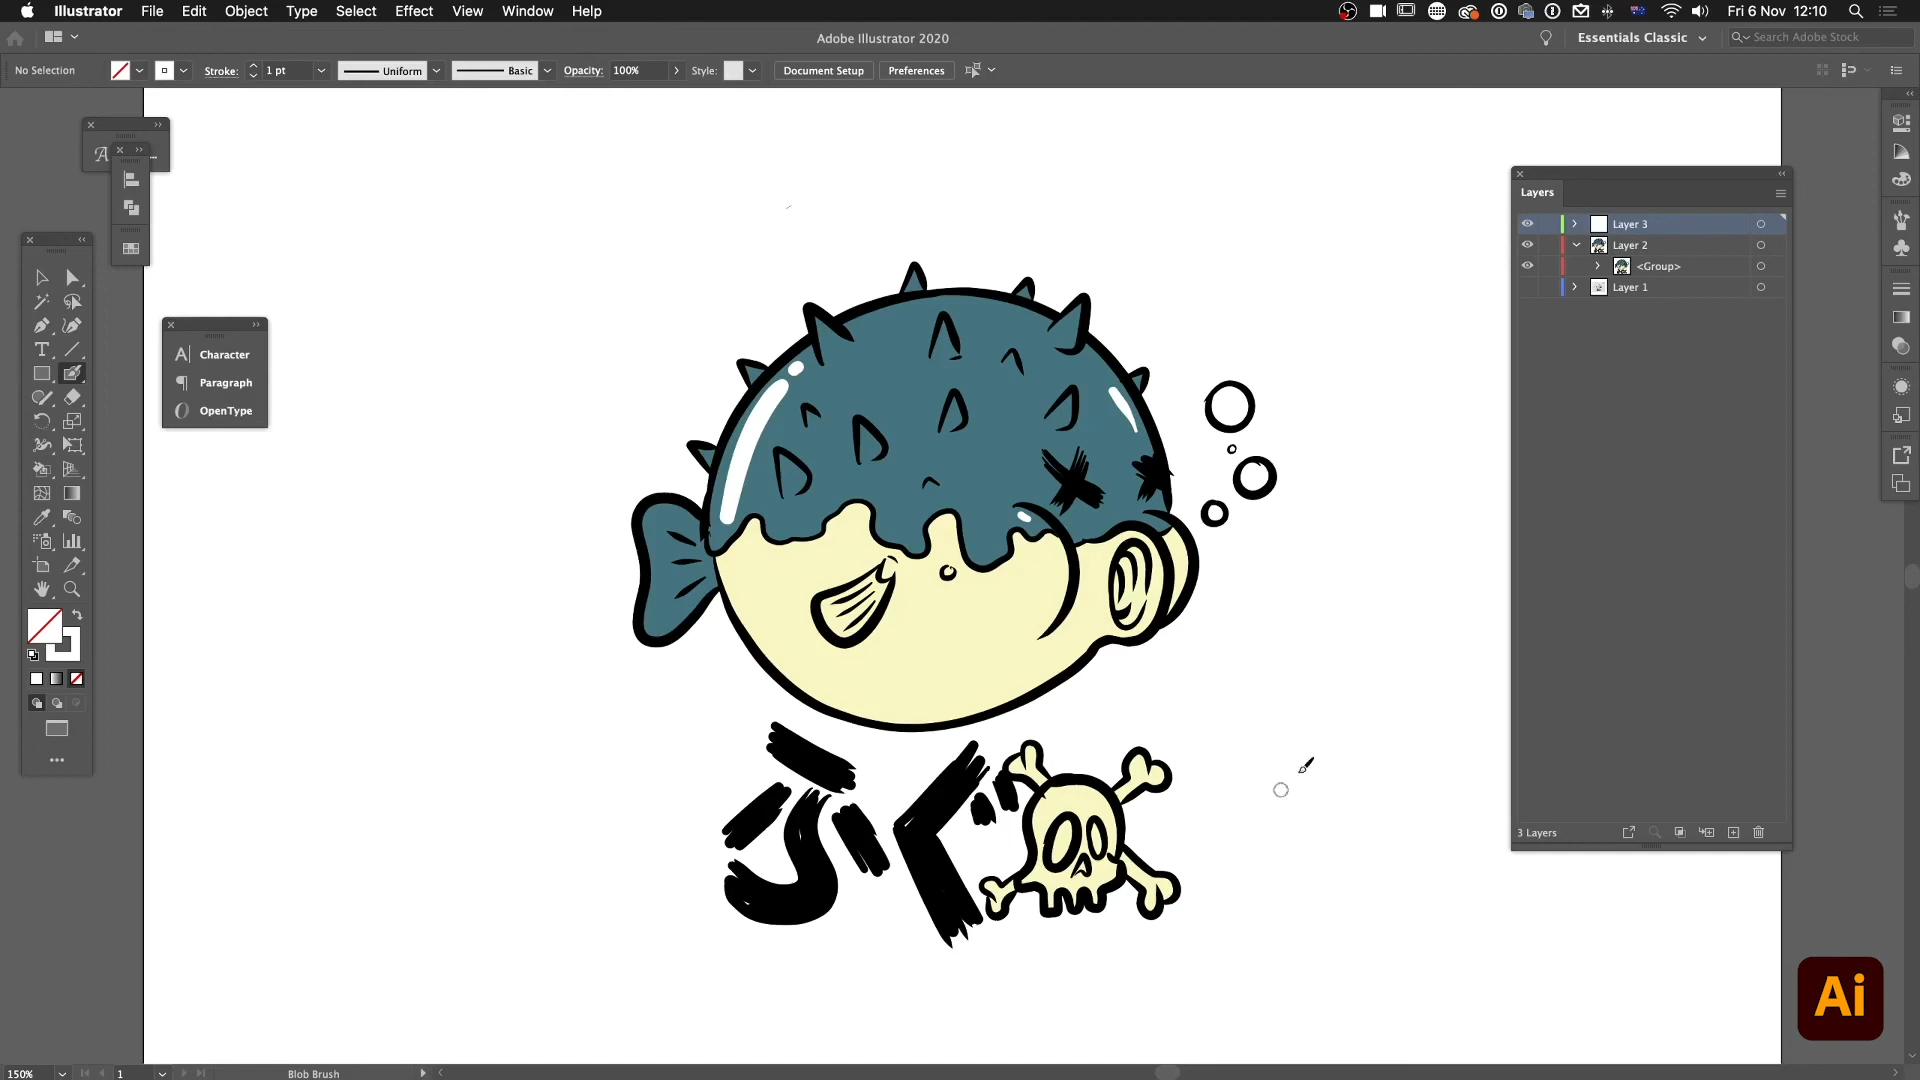 Illustrator File Edit Object Type Select Effect View Window Help
Fri 6 Nov 12:10
Adobe Illustrator 2020
Essentials Classic
Search Adobe Stock
No Selection
Stroke: 1 pt
Uniform
Basic
Opacity: 100%
Style:
Document Setup
Preferences
Layers
Layer 3
Layer 2
<Group>
Layer 1
Character
Paragraph
OpenType
ふぐ
3 Layers
Ai
150%
1
Blob Brush